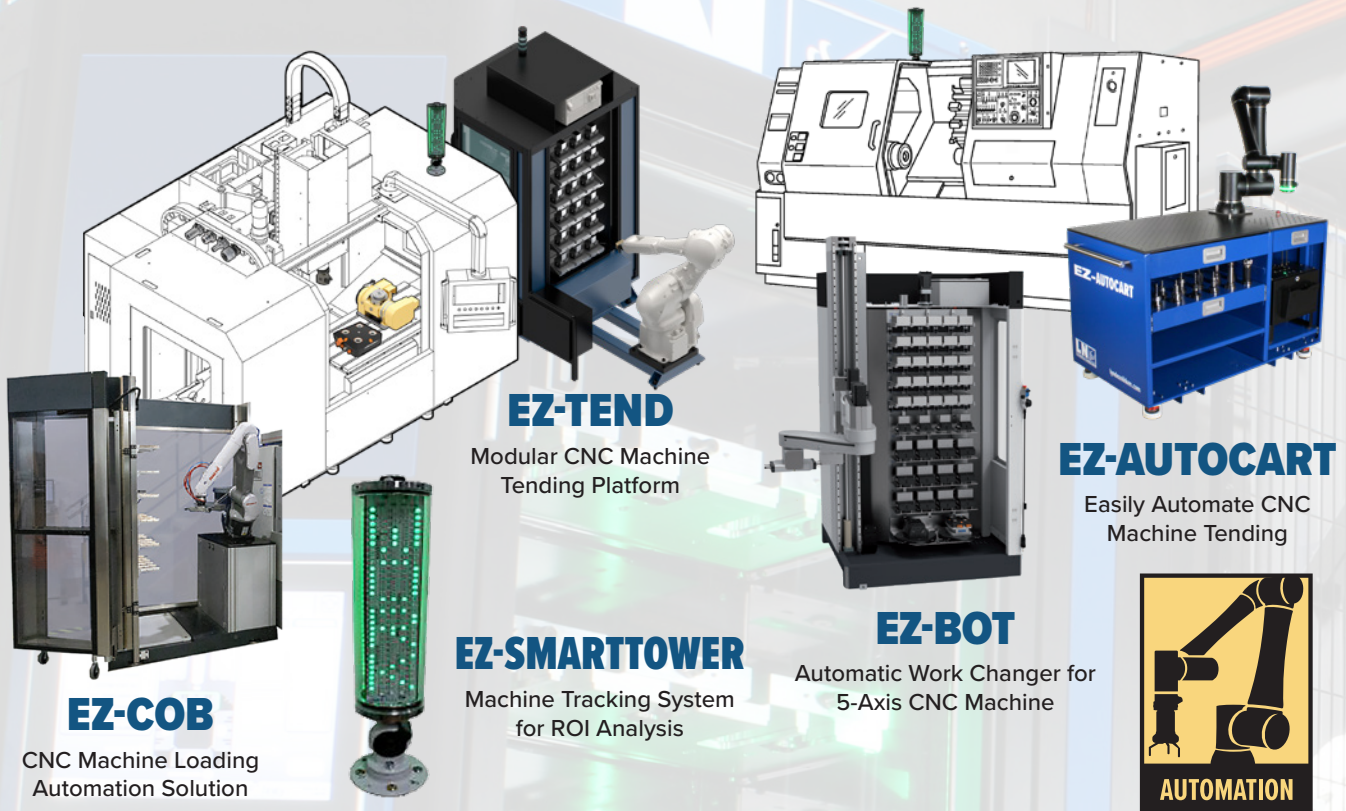 EZ-TEND
Modular CNC Machine
Tending Platform
EZ-AUTOCART
LNS
EZ-AUTOCART
Easily Automate CNC
Machine Tending
EZ-COB
CNC Machine Loading
Automation Solution
EZ-SMARTTOWER
Machine Tracking System
for ROI Analysis
EZ-BOT
Automatic Work Changer for
5-Axis CNC Machine
AUTOMATION